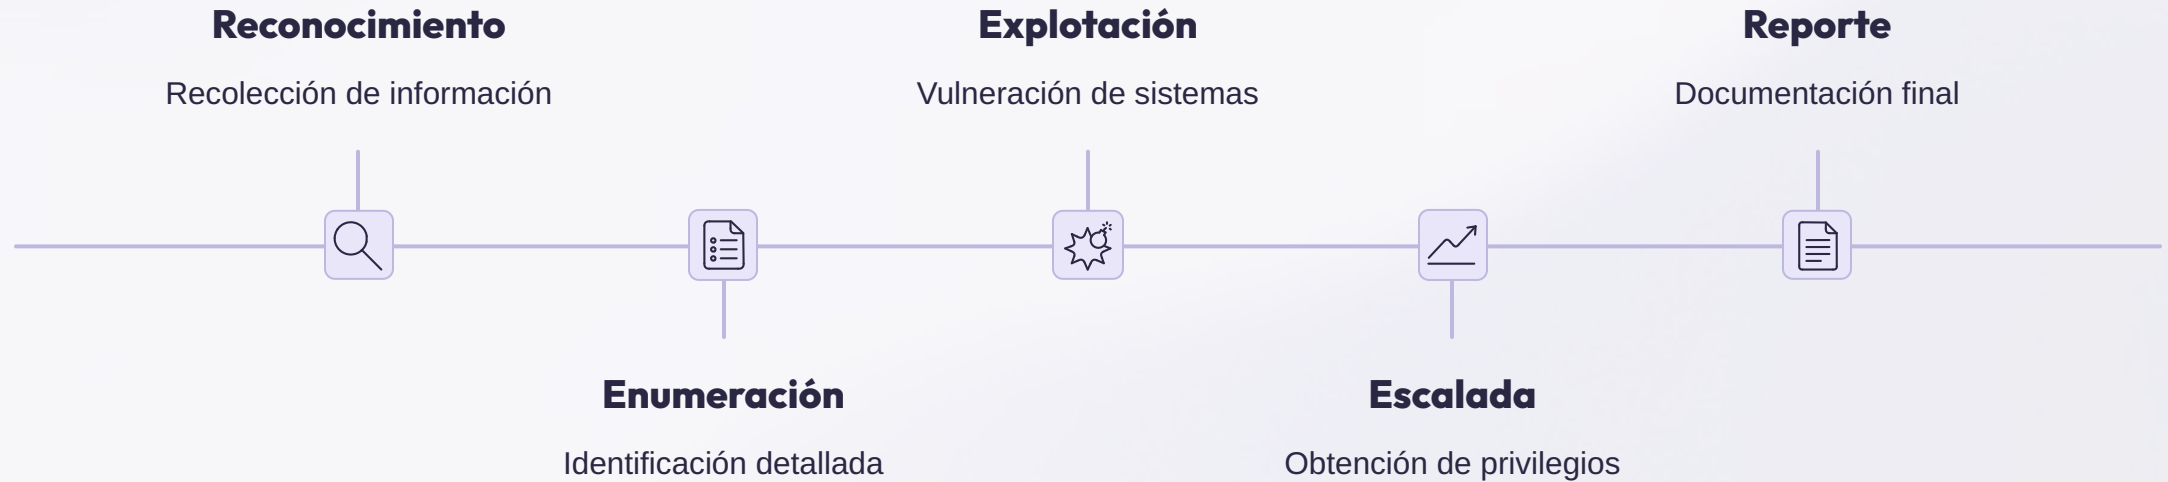 Reconocimiento
Recolección de información
Enumeración
Identificación detallada
Explotación
Vulneración de sistemas
Escalada
Obtención de privilegios
Reporte
Documentación final